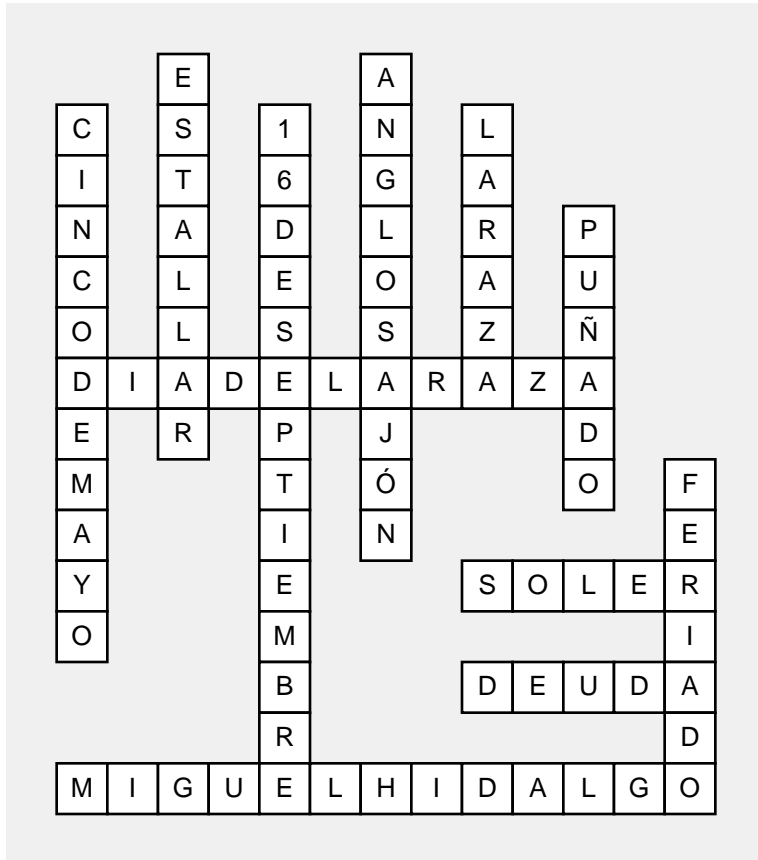 ESTALLAR
ANGLOSAJÓN
CINCODEMAYO
16DESEPTIEMBRE
LARAZA
PUÑADO
DIADELARAZA
FERIADO
SOLER
DEUDA
MIGUELHIDALGO